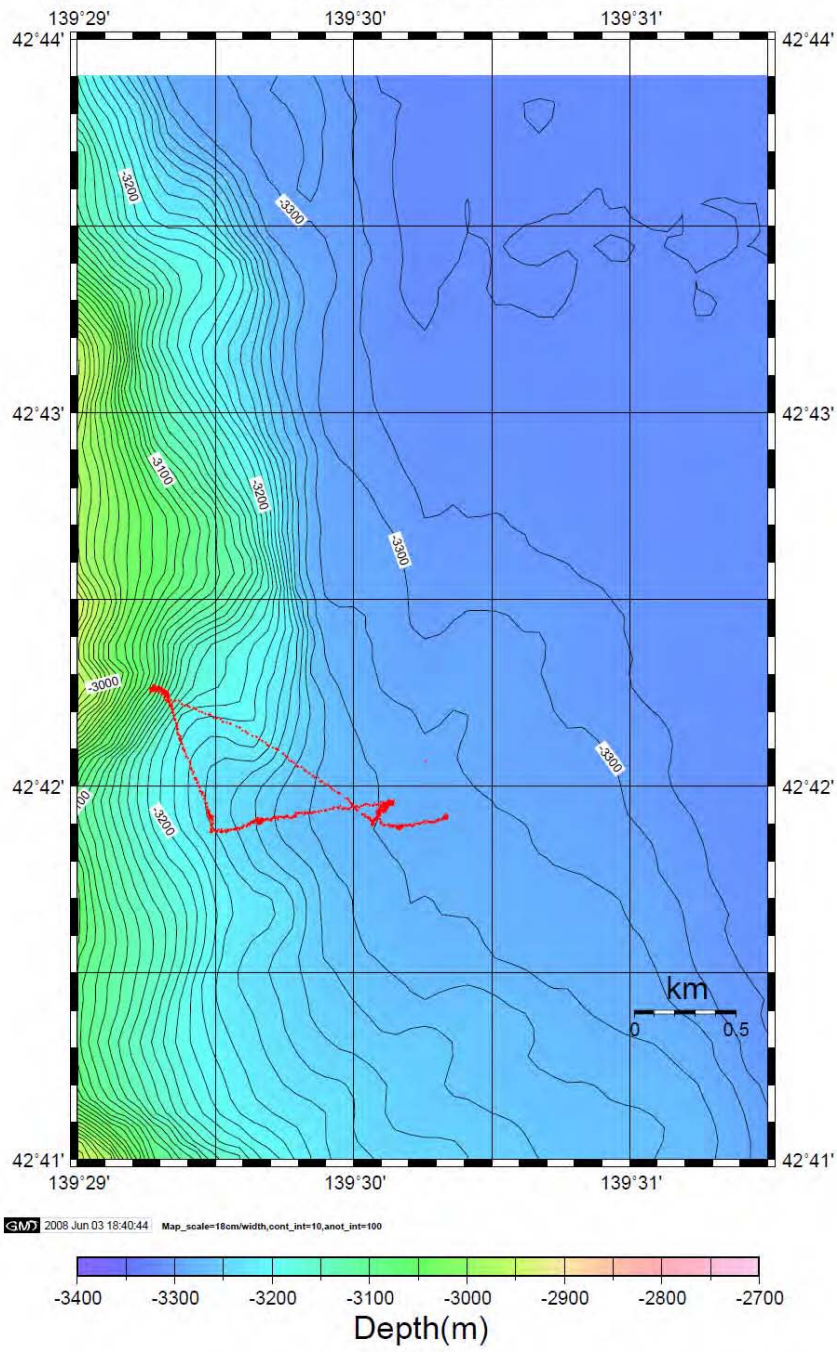 139°29' 139°30' 139°31'
42°44' 42°44'
-3200
-3300
42°43' 42°43'
-3100
-3200
-3300
-3000
-3300
42°42' 42°42'
00
-3200
km
0 0.5
42°41' 42°41'
139°29' 139°30' 139°31'
GMT 2008 Jun 03 18:40:44 Map_scale=18cm/width,cont_int=10,anot_int=100
-3400 -3300 -3200 -3100 -3000 -2900 -2800 -2700
Depth(m)